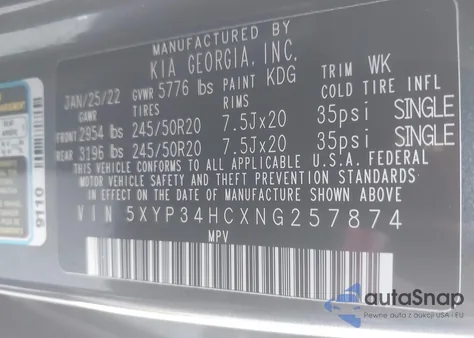 MANUFACTURED BY
KIA GEORGIA, INC.
JAN/25/22 GVWR 5776 lbs PAINT KDG TRIM WK
GAWR TIRES RIMS COLD TIRE INFL
FRONT 2954 lbs 245/50R20 7.5Jx20 35psi SINGLE
REAR 3196 lbs 245/50R20 7.5Jx20 35psi SINGLE
THIS VEHICLE CONFORMS TO ALL APPLICABLE U.S.A. FEDERAL
MOTOR VEHICLE SAFETY AND THEFT PREVENTION STANDARDS
IN EFFECT ON THE DATE OF MANUFACTURE SHOWN ABOVE
VIN 5XYP34HCXNG257874
MPV
9110
autoSnap
Pewne auta z aukcji USA i EU